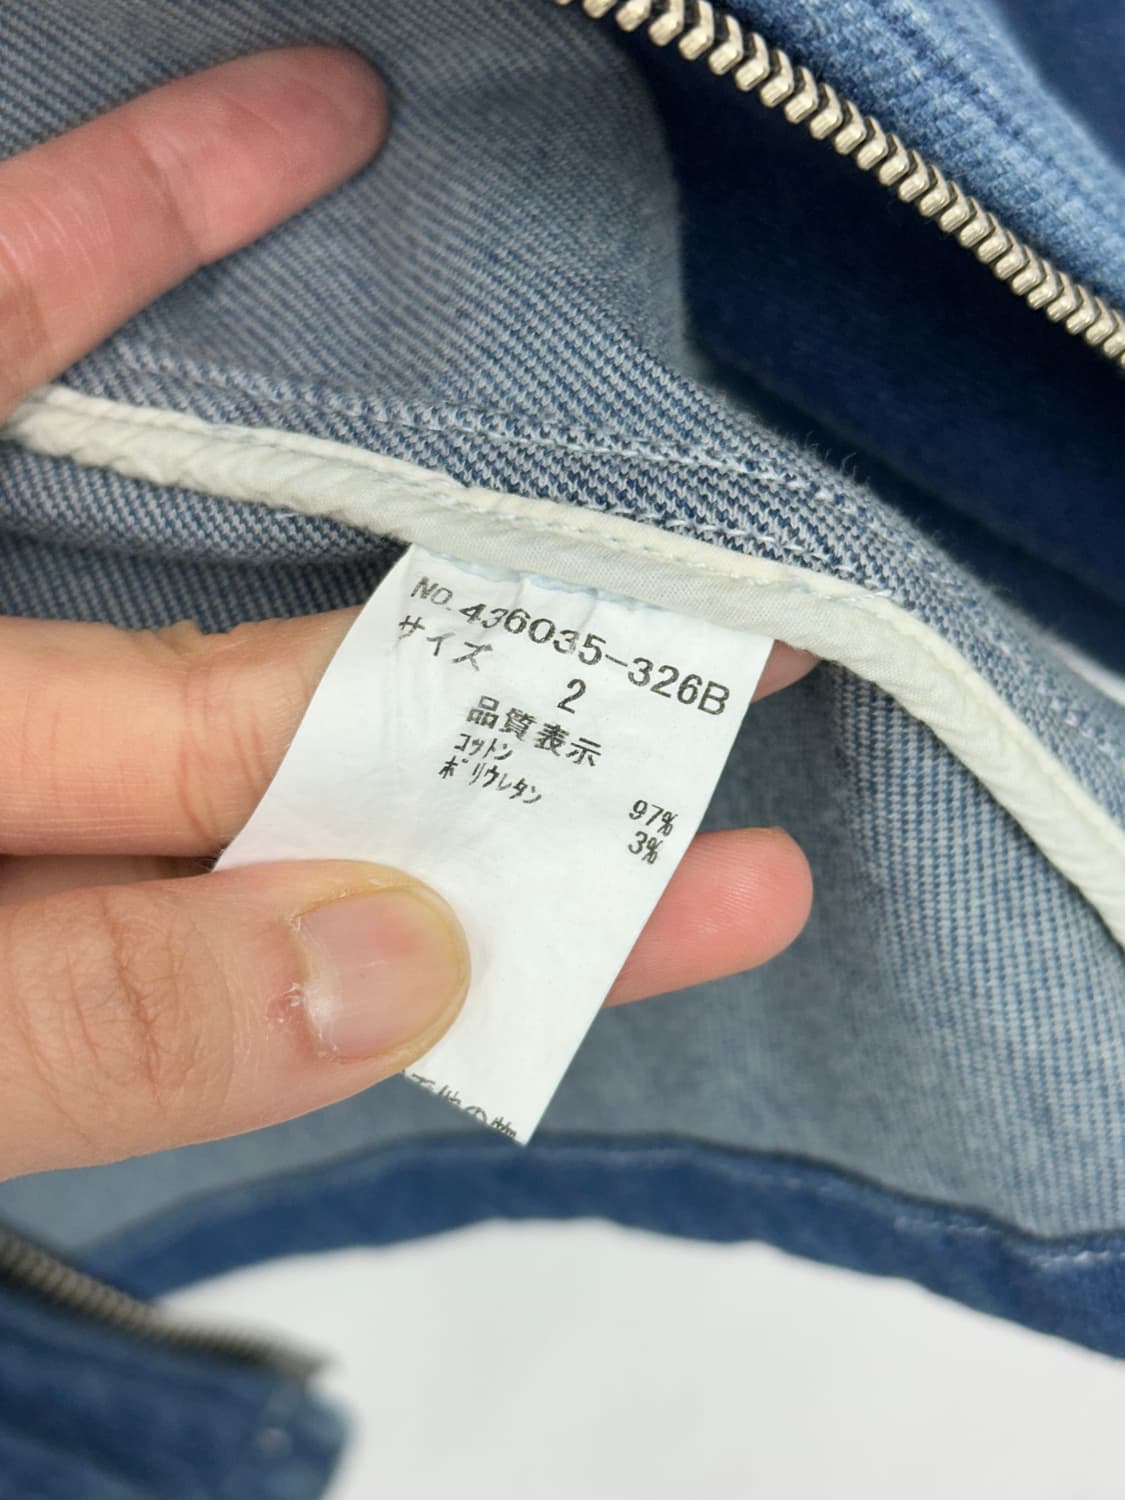 NO. 436035-326B
サイズ 2
品質表示
コットン 97%
ポリウレタン 3%